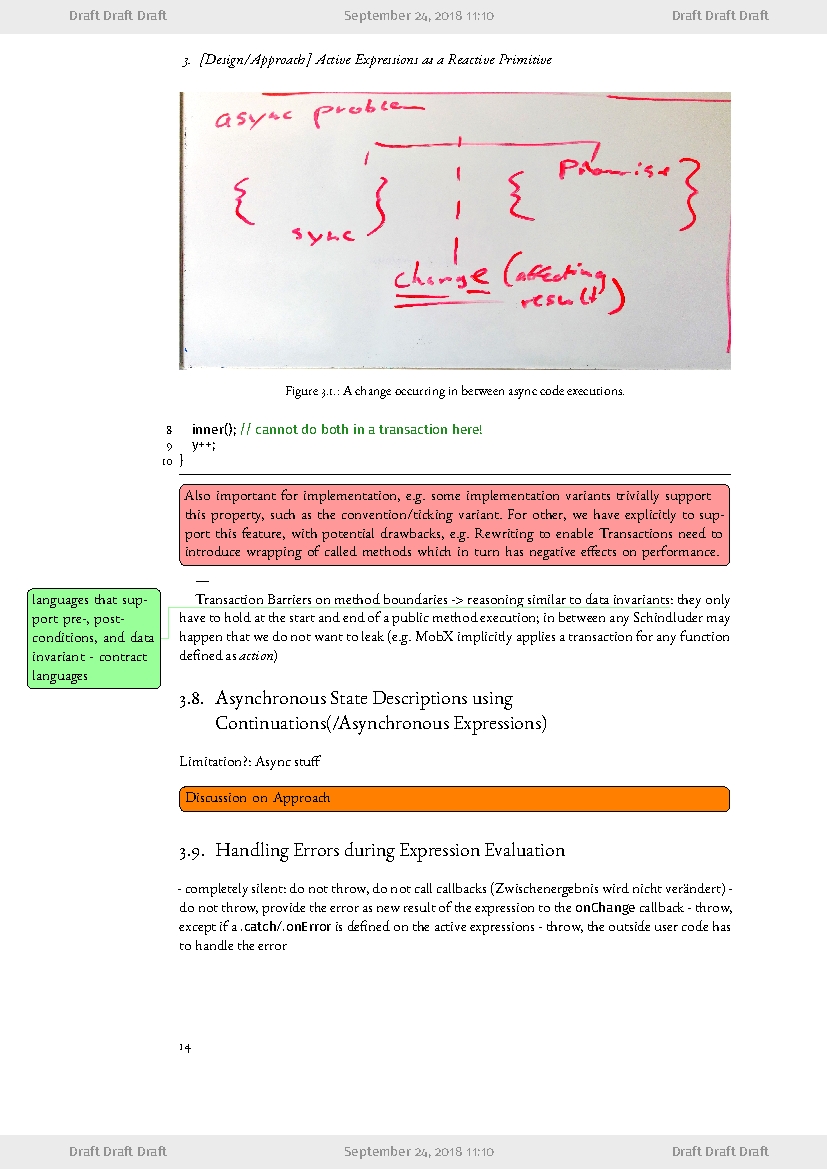 Draft Draft Draft September 24, 2018 11:10 Draft Draft Draft
3. [Design/Approach] Active Expressions as a Reactive Primitive
async problem
Promise
{ } { }
sync
change (affecting
result)
Figure 3.1.: A change occurring in between async code executions.
8 inner(); // cannot do both in a transaction here!
9 y++;
10 }
Also important for implementation, e.g. some implementation variants trivially support
this property, such as the convention/ticking variant. For other, we have explicitly to sup-
port this feature, with potential drawbacks, e.g. Rewriting to enable Transactions need to
introduce wrapping of called methods which in turn has negative effects on performance.
—
Transaction Barriers on method boundaries -> reasoning similar to data invariants: they only
have to hold at the start and end of a public method execution; in between any Schindluder may
happen that we do not want to leak (e.g. MobX implicitly applies a transaction for any function
defined as action)
languages that sup-
port pre-, post-
conditions, and data
invariant - contract
languages
3.8. Asynchronous State Descriptions using
Continuations(/Asynchronous Expressions)
Limitation?: Async stuff
Discussion on Approach
3.9. Handling Errors during Expression Evaluation
- completely silent: do not throw, do not call callbacks (Zwischenergebnis wird nicht verändert) -
do not throw, provide the error as new result of the expression to the onChange callback - throw,
except if a .catch/.onError is defined on the active expressions - throw, the outside user code has
to handle the error
14
Draft Draft Draft September 24, 2018 11:10 Draft Draft Draft